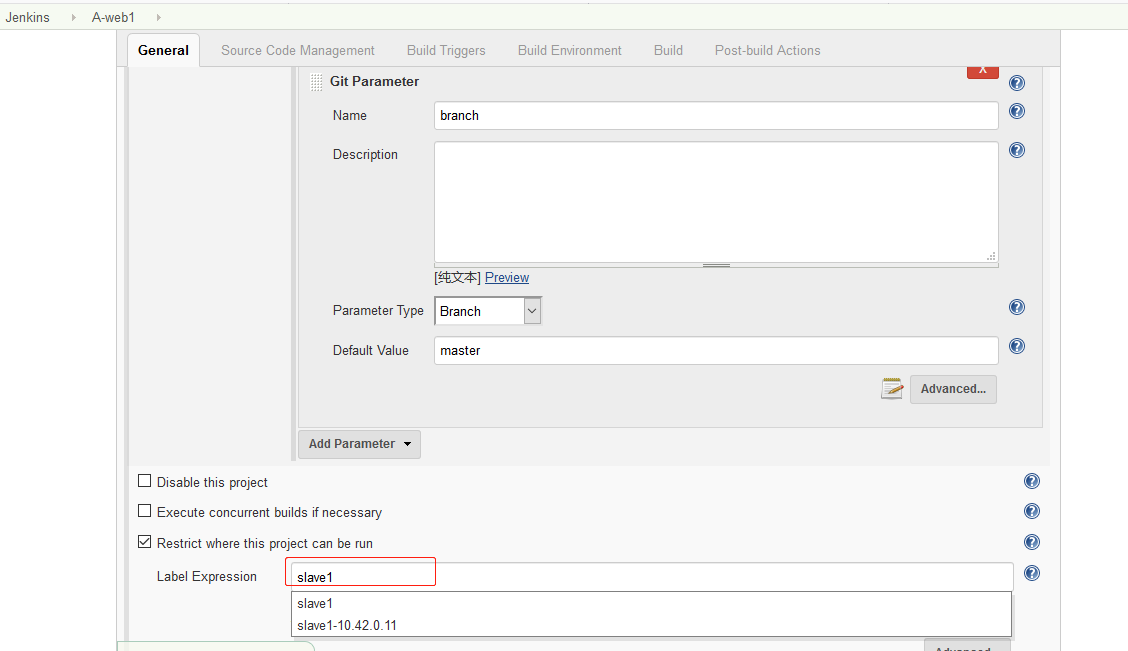 Jenkins A-web1
General Source Code Management Build Triggers Build Environment Build Post-build Actions
X
Git Parameter
Name branch
Description
[纯文本] Preview
Parameter Type Branch
Default Value master
Advanced...
Add Parameter
Disable this project
Execute concurrent builds if necessary
Restrict where this project can be run
Label Expression slave1
slave1
slave1-10.42.0.11
Advanced...